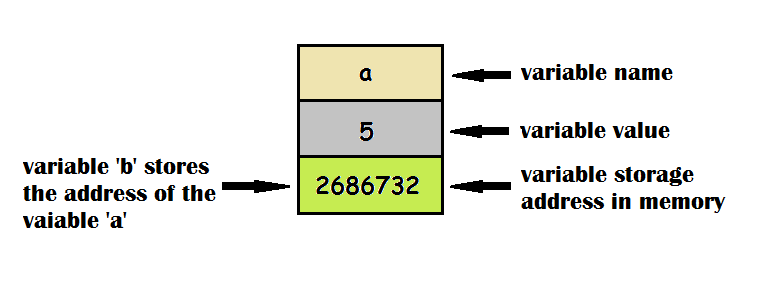 a
variable name
5
variable value
variable 'b' stores
the address of the
vaiable 'a'
2686732
variable storage
address in memory